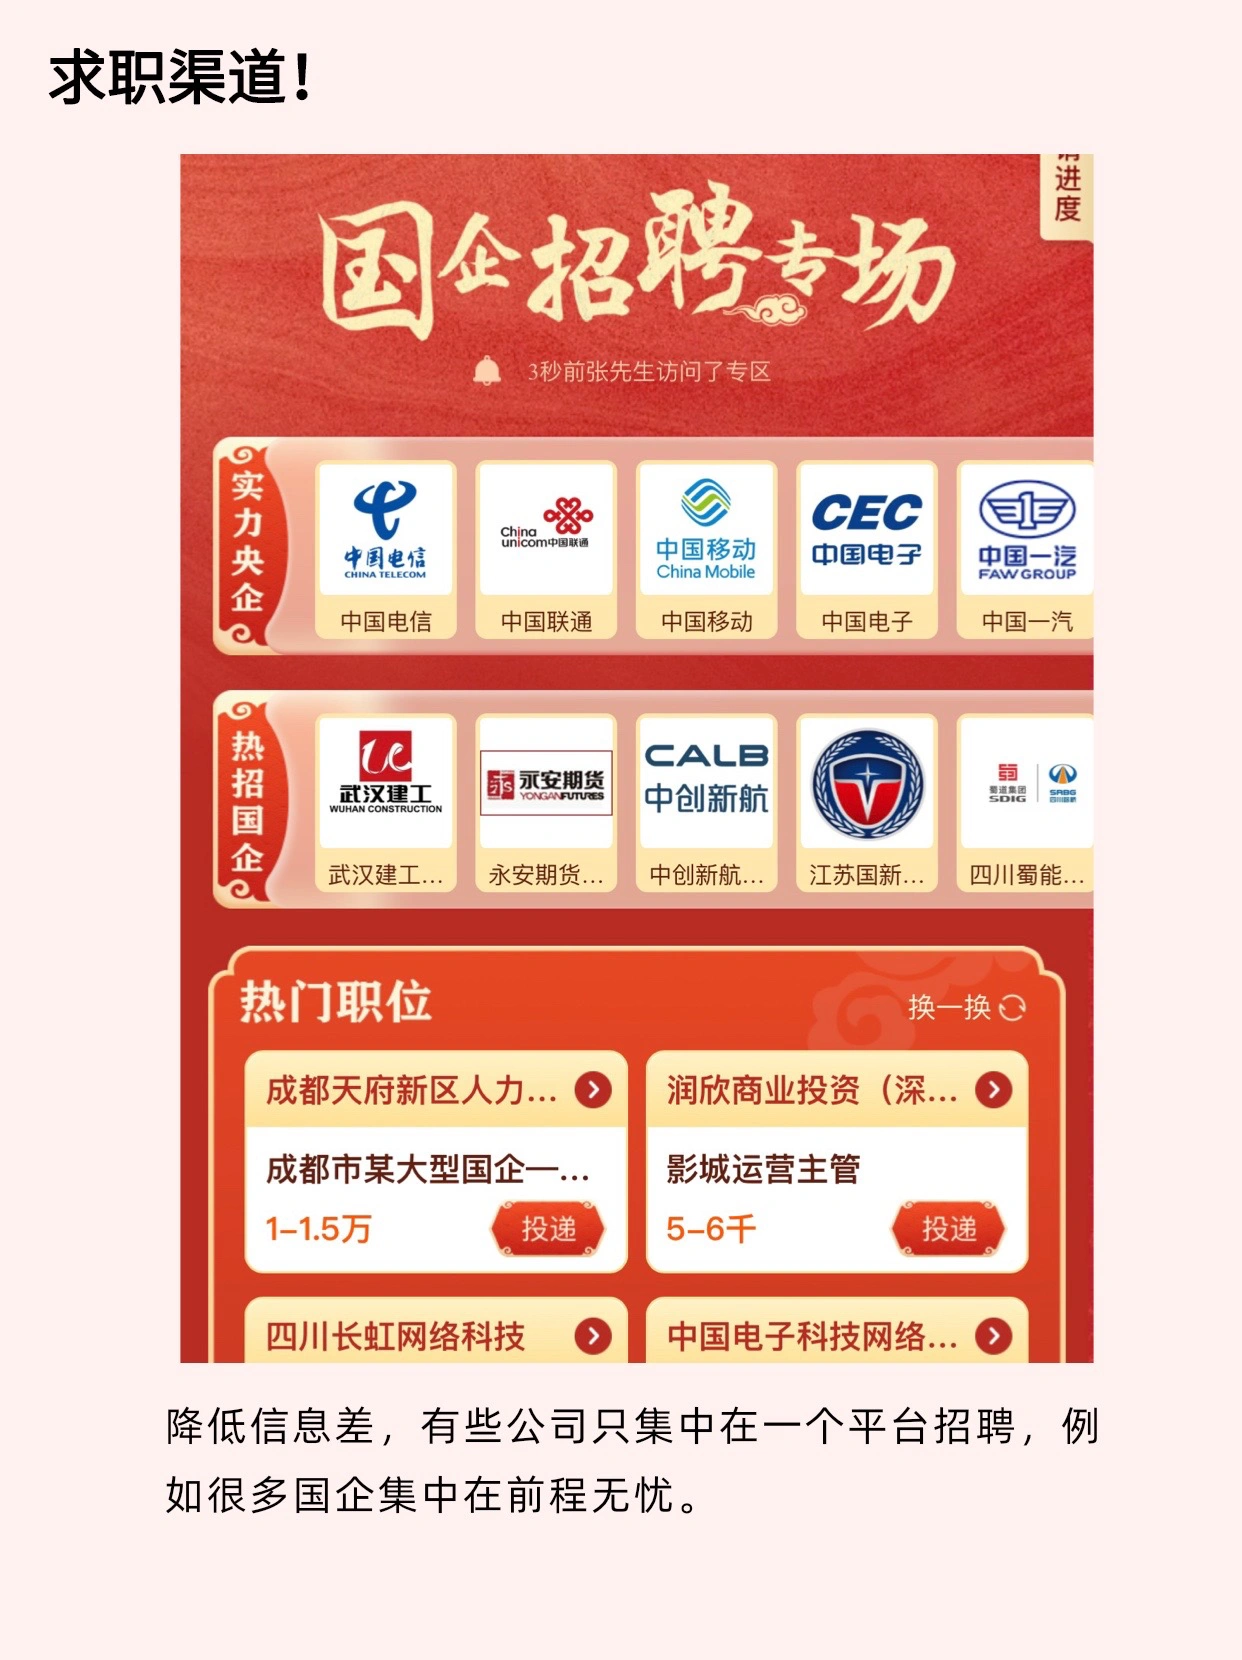 求职渠道！
请进度
国企招聘专场
3秒前张先生访问了专区
实力央企
中国电信
CHINA TELECOM
China
unicom中国联通
中国移动
China Mobile
CEC
中国电子
中国一汽
FAW GROUP
中国电信
中国联通
中国移动
中国电子
中国一汽
热招国企
武汉建工
WUHAN CONSTRUCTION
永安期货
YONGAN FUTURES
CALB
中创新航
蜀道集团
SDIG
SRBG
四川路桥
武汉建工...
永安期货...
中创新航...
江苏国新...
四川蜀能...
热门职位
换一换
成都天府新区人力...
润欣商业投资（深...
成都市某大型国企一...
影城运营主管
1-1.5万
投递
5-6千
投递
四川长虹网络科技
中国电子科技网络...
降低信息差，有些公司只集中在一个平台招聘，例
如很多国企集中在前程无忧。